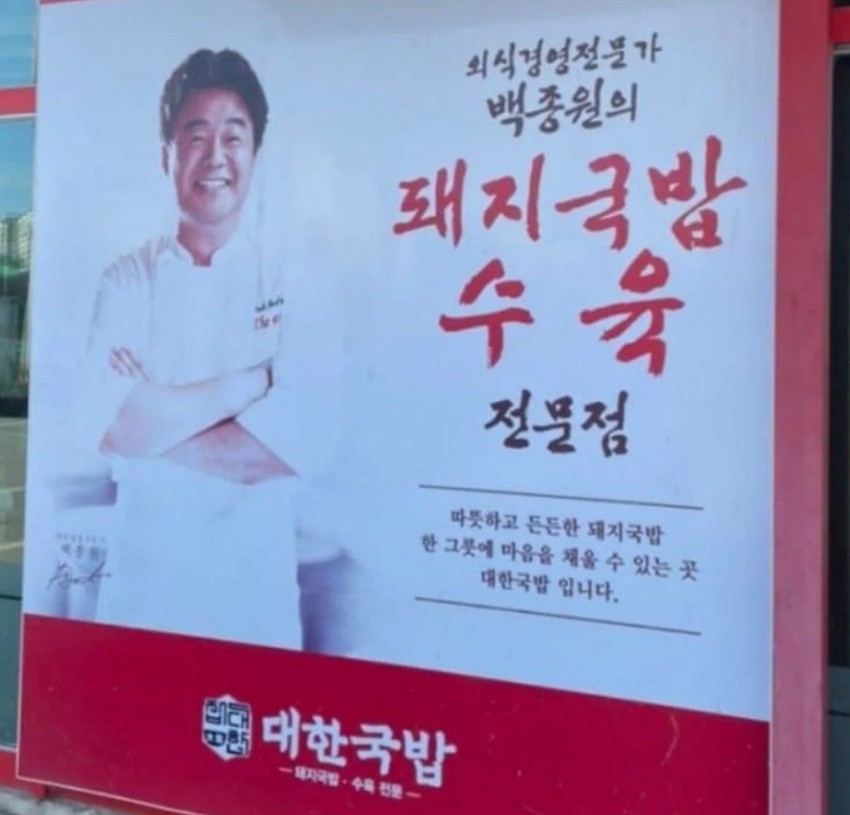 외식경영전문가
백종원의
돼지국밥
수육
전문점
따뜻하고 든든한 돼지국밥
한 그릇에 마음을 채울 수 있는 곳
대한국밥 입니다.
백종원
대한국밥
돼지국밥 · 수육 전문